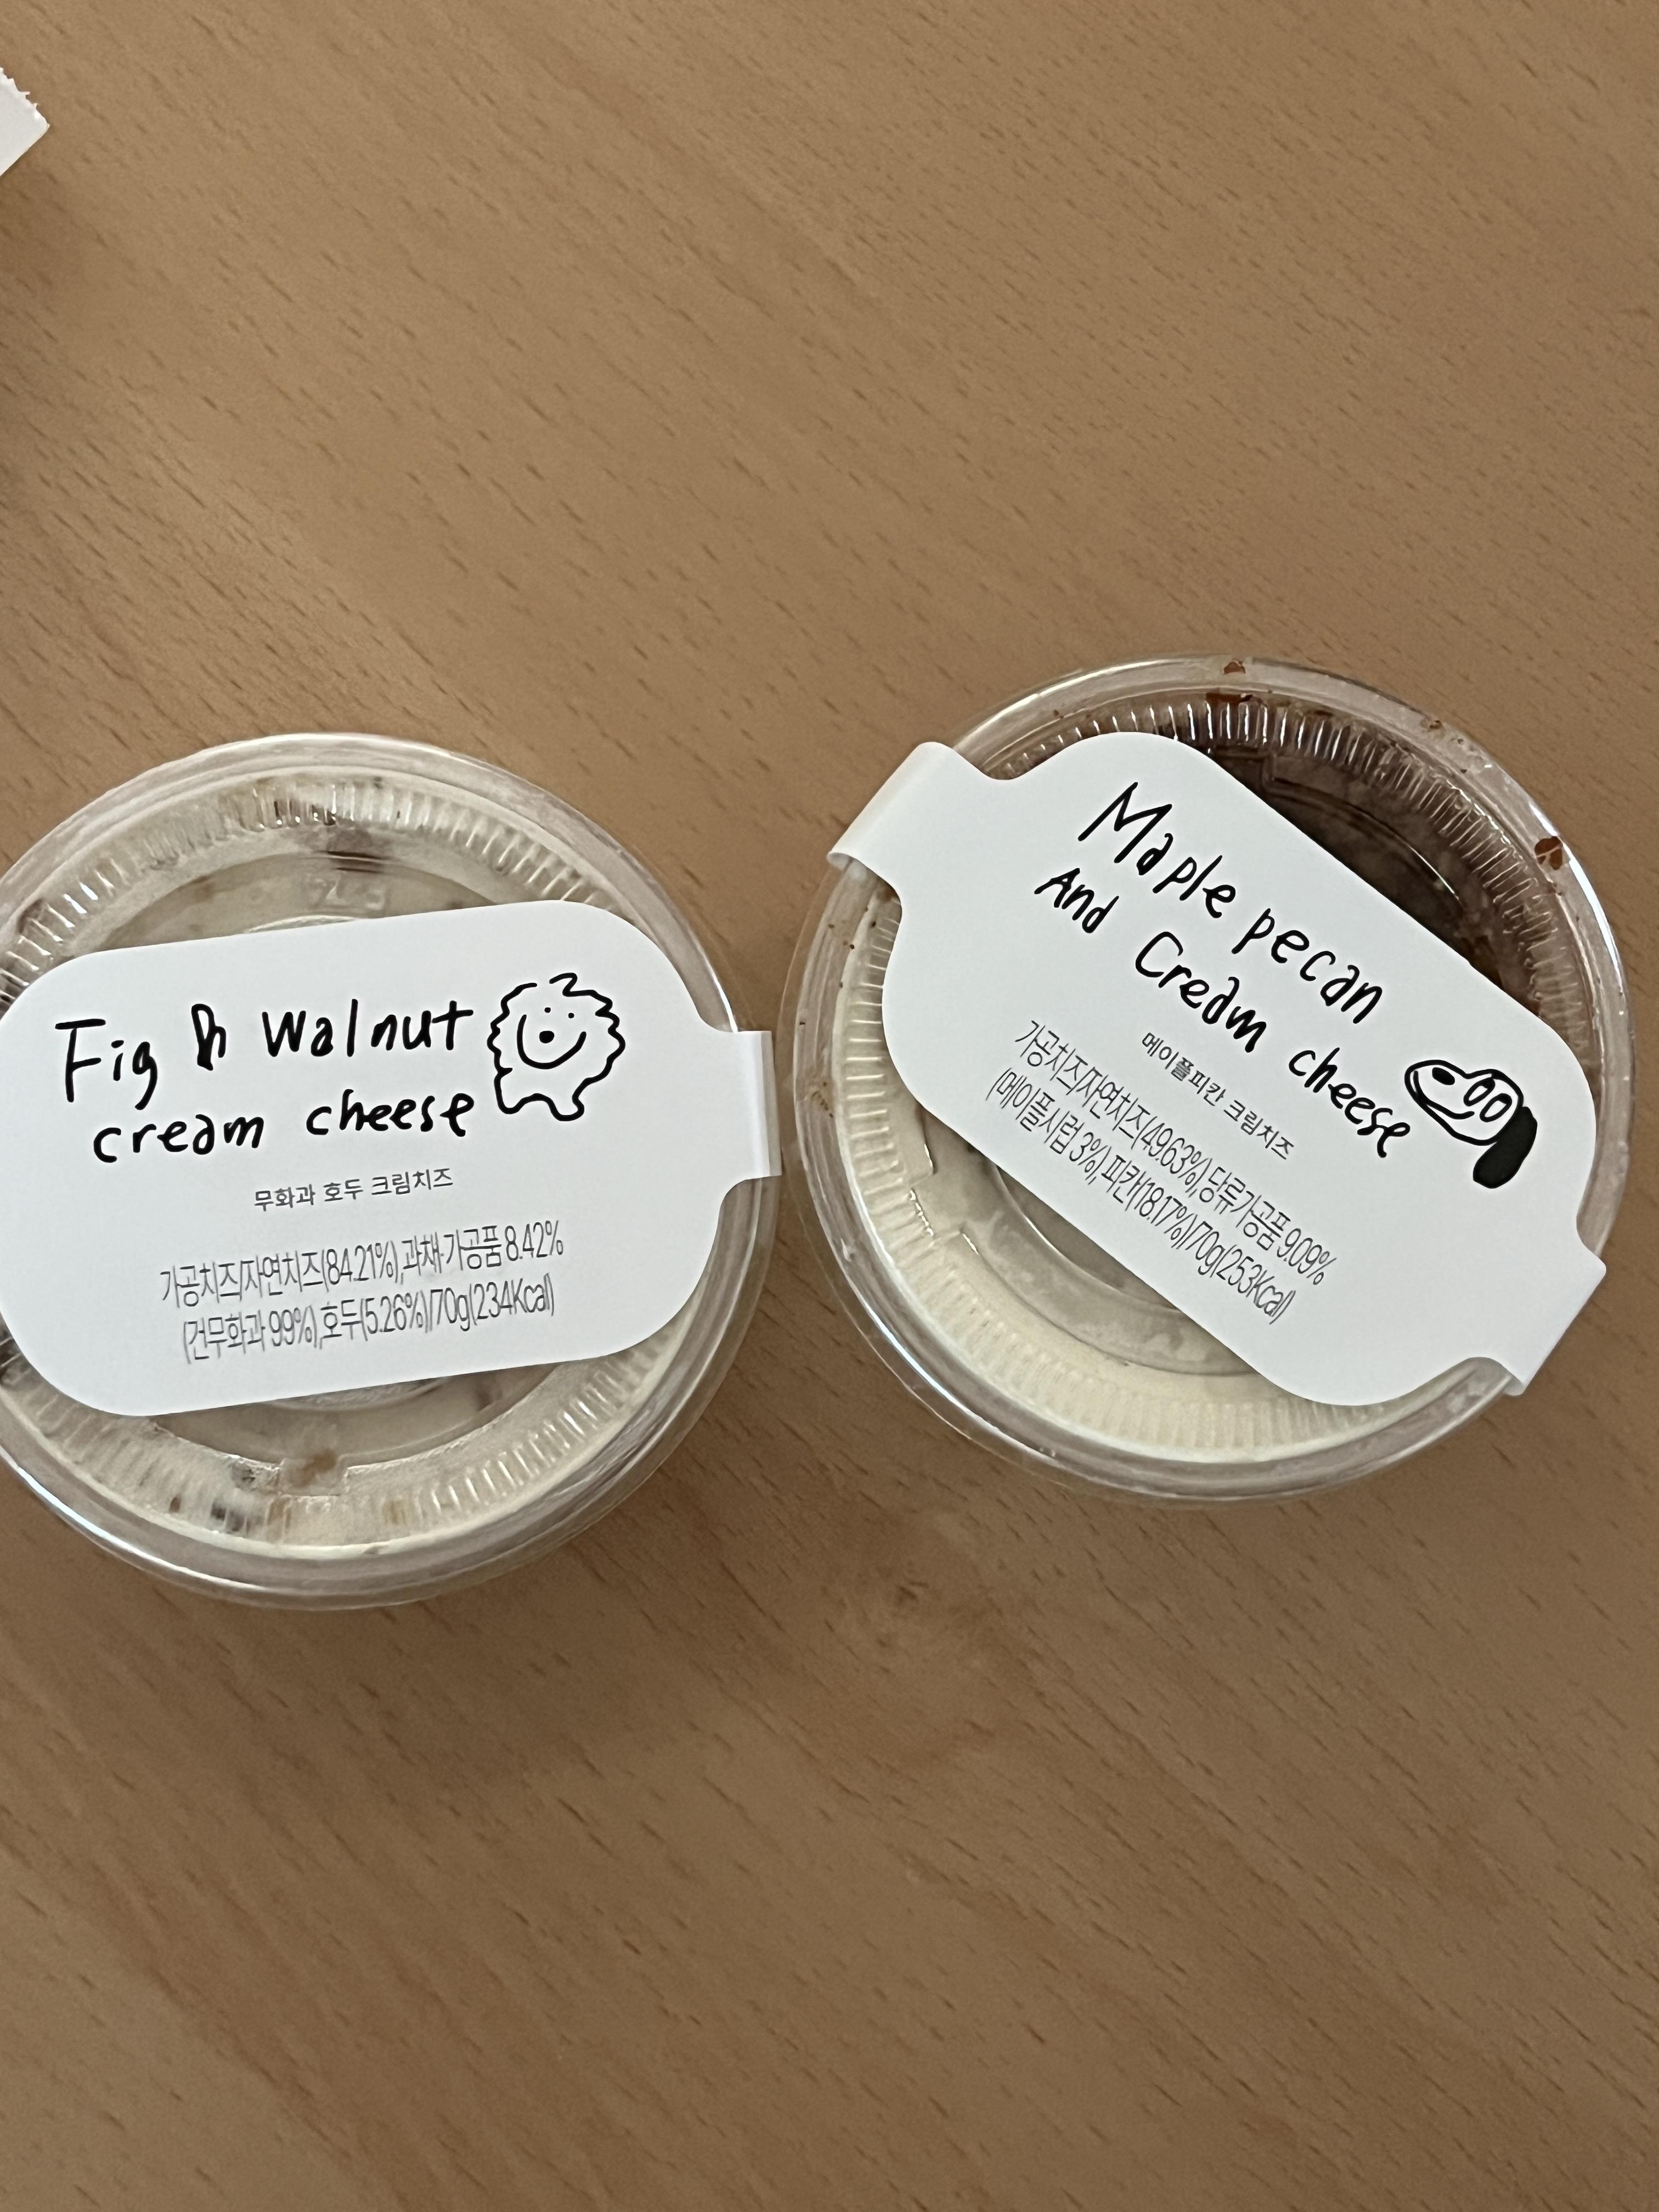 Fig n walnut
cream cheese
무화과 호두 크림치즈
가공치즈/자연치즈(84.21%),과채가공품 8.42%
(건무화과 99%),호두(5.26%)/70g(234Kcal)
Maple pecan
And Cream cheese
메이플피칸 크림치즈
가공치즈/자연치즈(49.63%),당류가공품 9.09%
(메이플시럽 3%), 피칸(18.17%)/70g(253Kcal)